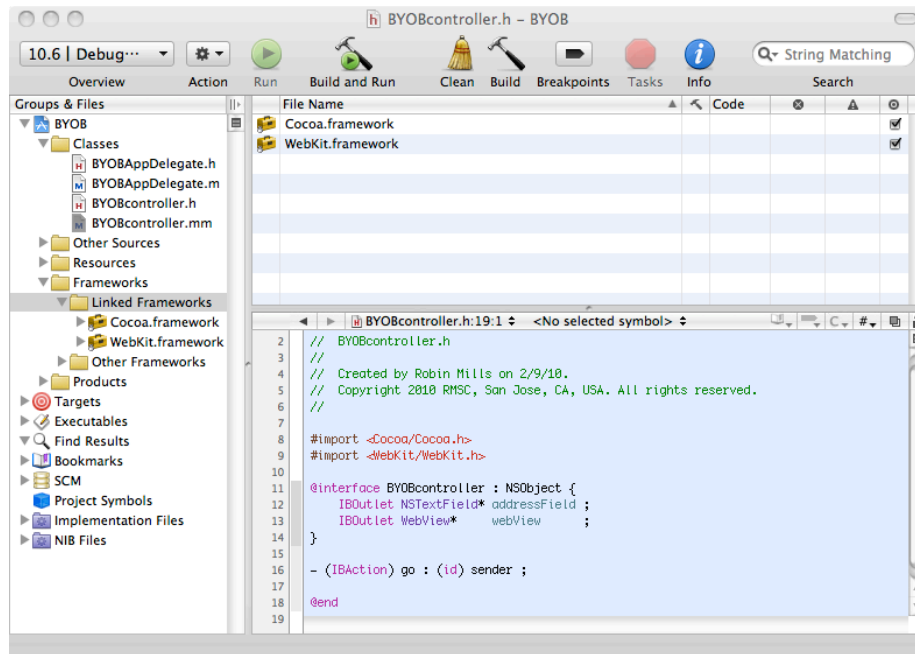 BYOBcontroller.h – BYOB
10.6 | Debug···
Overview
Action
Run
Build and Run
Clean
Build
Breakpoints
Tasks
Info
String Matching
Search
Groups & Files
BYOB
Classes
BYOBAppDelegate.h
BYOBAppDelegate.m
BYOBcontroller.h
BYOBcontroller.mm
Other Sources
Resources
Frameworks
Linked Frameworks
Cocoa.framework
WebKit.framework
Other Frameworks
Products
Targets
Executables
Find Results
Bookmarks
SCM
Project Symbols
Implementation Files
NIB Files
File Name Code
Cocoa.framework
WebKit.framework
BYOBcontroller.h:19:1 <No selected symbol> C, #,
2 // BYOBcontroller.h
3 //
4 // Created by Robin Mills on 2/9/10.
5 // Copyright 2010 RMSC, San Jose, CA, USA. All rights reserved.
6 //
7
8 #import <Cocoa/Cocoa.h>
9 #import <WebKit/WebKit.h>
10
11 @interface BYOBcontroller : NSObject {
12 IBOutlet NSTextField* addressField ;
13 IBOutlet WebView* webView ;
14 }
15
16 – (IBAction) go : (id) sender ;
17
18 @end
19